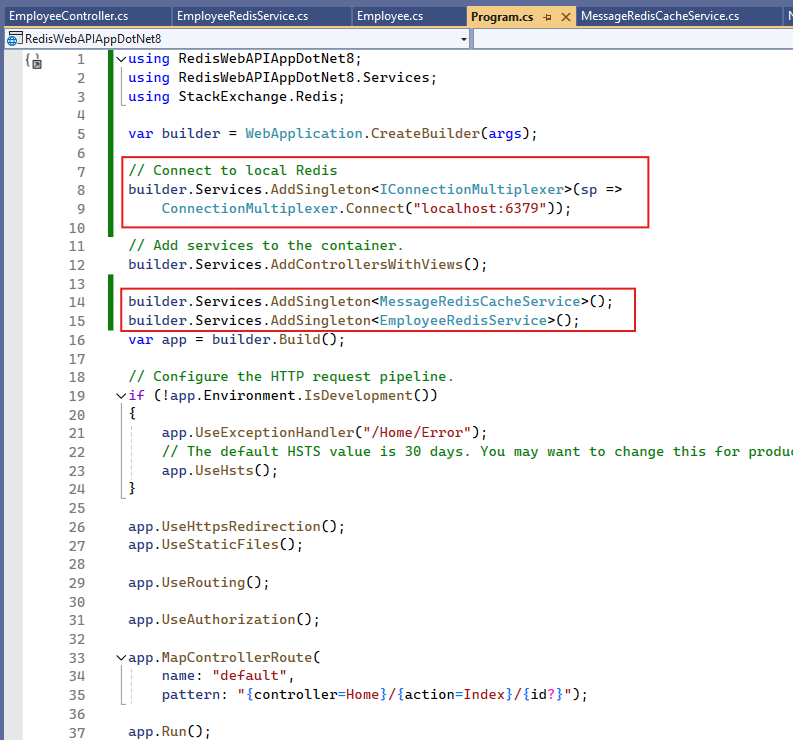 EmployeeController.cs EmployeeRedisService.cs Employee.cs Program.cs MessageRedisCacheService.cs
RedisWebAPIAppDotNet8
1 using RedisWebAPIAppDotNet8;
2 using RedisWebAPIAppDotNet8.Services;
3 using StackExchange.Redis;
4
5 var builder = WebApplication.CreateBuilder(args);
6
7 // Connect to local Redis
8 builder.Services.AddSingleton<IConnectionMultiplexer>(sp =>
9 ConnectionMultiplexer.Connect("localhost:6379"));
10
11 // Add services to the container.
12 builder.Services.AddControllersWithViews();
13
14 builder.Services.AddSingleton<MessageRedisCacheService>();
15 builder.Services.AddSingleton<EmployeeRedisService>();
16 var app = builder.Build();
17
18 // Configure the HTTP request pipeline.
19 if (!app.Environment.IsDevelopment())
20 {
21 app.UseExceptionHandler("/Home/Error");
22 // The default HSTS value is 30 days. You may want to change this for produc
23 app.UseHsts();
24 }
25
26 app.UseHttpsRedirection();
27 app.UseStaticFiles();
28
29 app.UseRouting();
30
31 app.UseAuthorization();
32
33 app.MapControllerRoute(
34 name: "default",
35 pattern: "{controller=Home}/{action=Index}/{id?}");
36
37 app.Run();